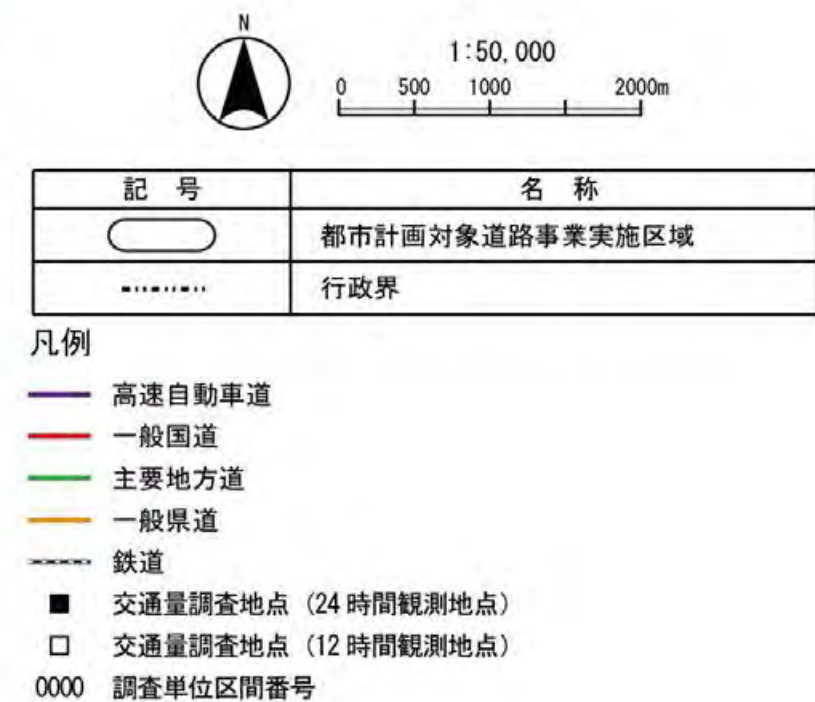 N
1:50,000
0 500 1000 2000m
記 号 名 称
都市計画対象道路事業実施区域
行政界
凡例
高速自動車道
一般国道
主要地方道
一般県道
鉄道
交通量調査地点（24 時間観測地点）
交通量調査地点（12 時間観測地点）
0000 調査単位区間番号